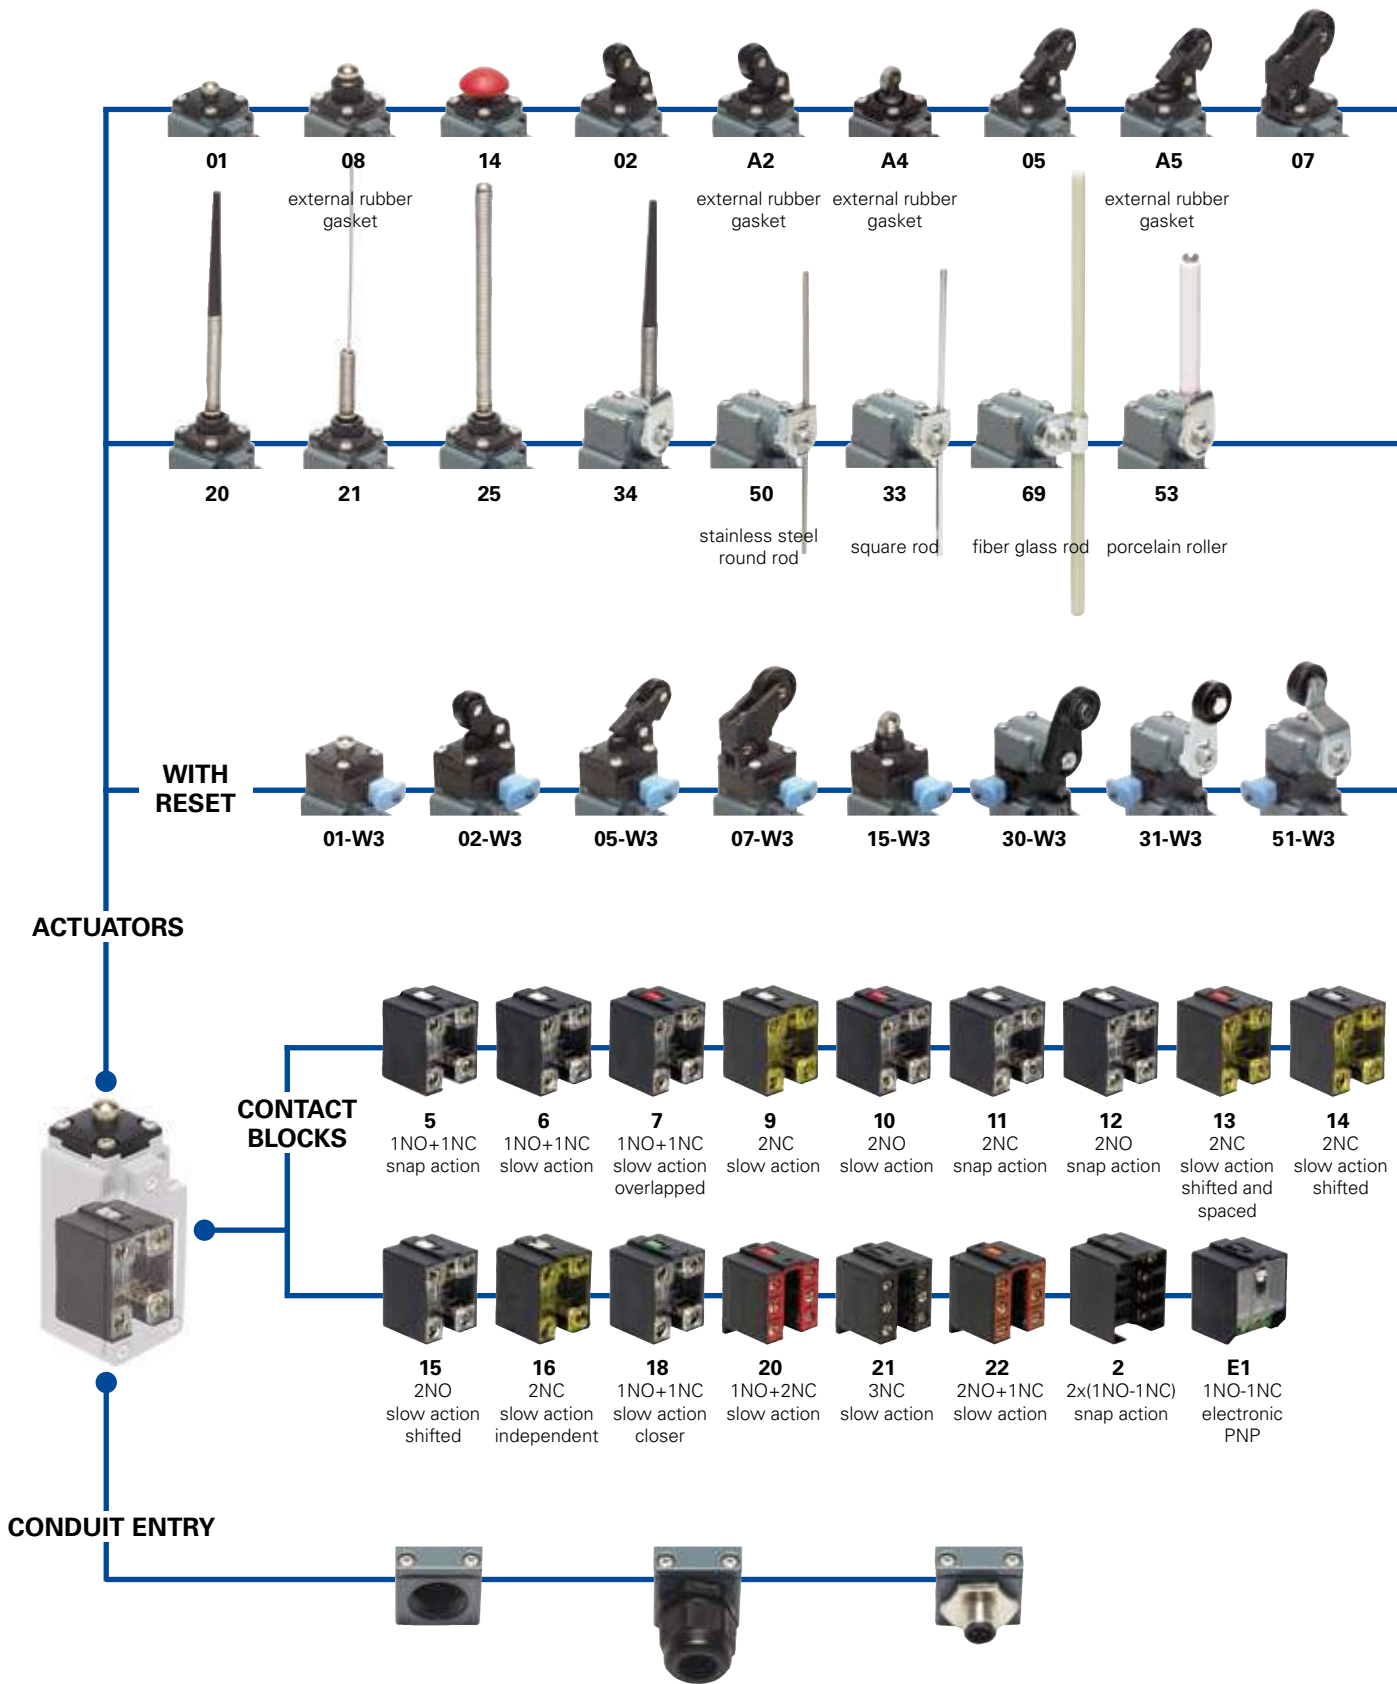 01
08
14
02
A2
A4
05
A5
07
external rubber
gasket
external rubber
gasket
external rubber
gasket
external rubber
gasket
20
21
25
34
50
33
69
53
stainless steel
round rod
square rod
fiber glass rod
porcelain roller
WITH
RESET
01-W3
02-W3
05-W3
07-W3
15-W3
30-W3
31-W3
51-W3
ACTUATORS
CONTACT
BLOCKS
5
1NO+1NC
snap action
6
1NO+1NC
slow action
7
1NO+1NC
slow action
overlapped
9
2NC
slow action
10
2NO
slow action
11
2NC
snap action
12
2NO
snap action
13
2NC
slow action
shifted and
spaced
14
2NC
slow action
shifted
15
2NO
slow action
shifted
16
2NC
slow action
independent
18
1NO+1NC
slow action
closer
20
1NO+2NC
slow action
21
3NC
slow action
22
2NO+1NC
slow action
2
2x(1NO-1NC)
snap action
E1
1NO-1NC
electronic
PNP
CONDUIT ENTRY